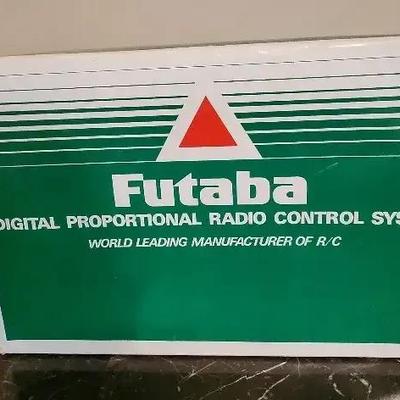 Futaba
DIGITAL PROPORTIONAL RADIO CONTROL SYS
WORLD LEADING MANUFACTURER OF R/C